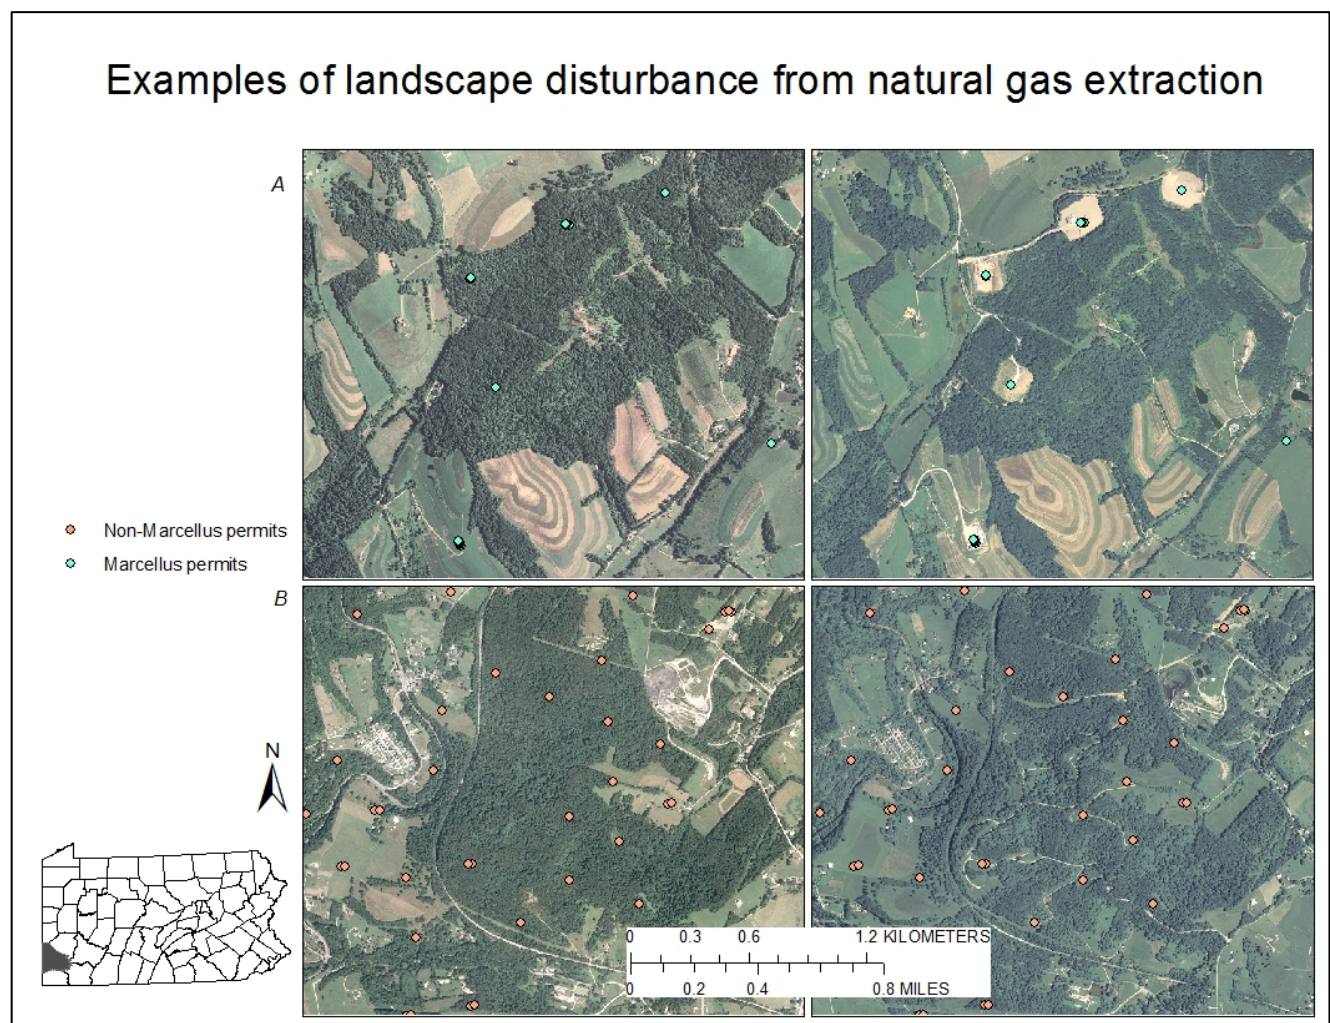 Examples of landscape disturbance from natural gas extraction
A
Non-Marcellus permits
Marcellus permits
B
N
0 0.3 0.6 1.2 KILOMETERS
0 0.2 0.4 0.8 MILES